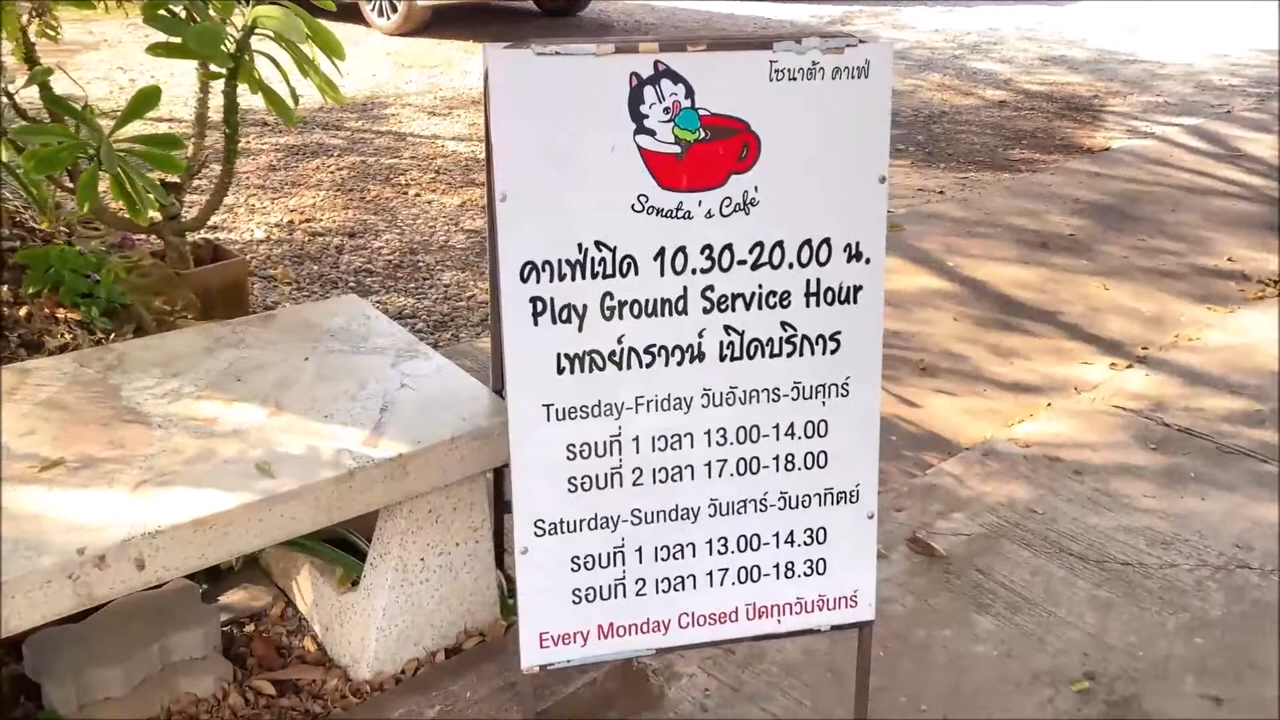 โซนาต้า คาเฟ่
Sonata's Café
คาเฟ่เปิด 10.30-20.00 น.
Play Ground Service Hour
เพลย์กราวน์ เปิดบริการ
Tuesday-Friday วันอังคาร-วันศุกร์
รอบที่ 1 เวลา 13.00-14.00
รอบที่ 2 เวลา 17.00-18.00
Saturday-Sunday วันเสาร์-วันอาทิตย์
รอบที่ 1 เวลา 13.00-14.30
รอบที่ 2 เวลา 17.00-18.30
Every Monday Closed ปิดทุกวันจันทร์